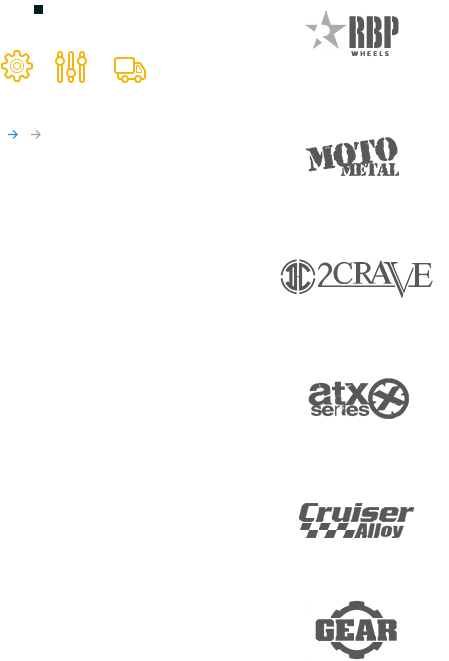 RBP
WHEELS
MOTO
METAL
2CRAVE
atx
series
Cruiser
Alloy
GEAR